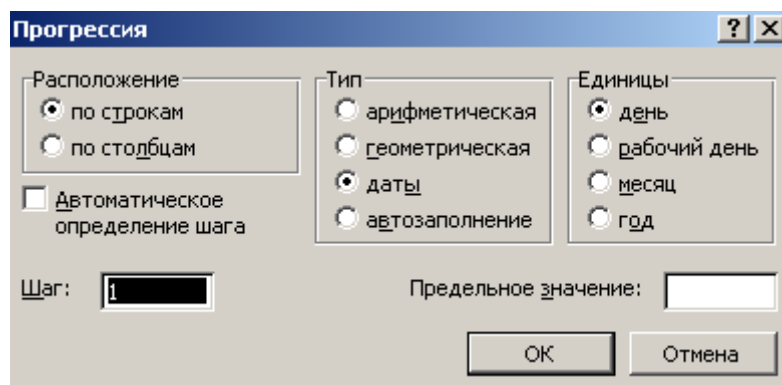 Прогрессия
Расположение
по строкам
по столбцам
Автоматическое
определение шага
Тип
арифметическая
геометрическая
даты
автозаполнение
Единицы
день
рабочий день
месяц
год
Шаг: 1
Предельное значение:
ОК
Отмена